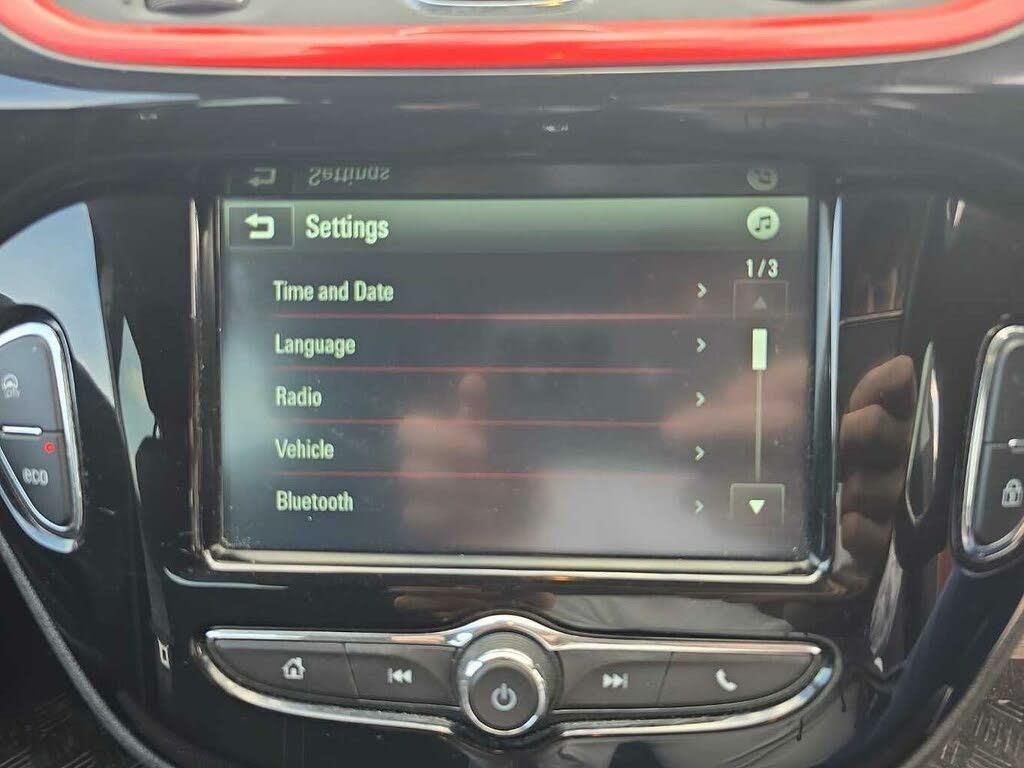 Settings
1/3
Time and Date
Language
Radio
Vehicle
Bluetooth
eco